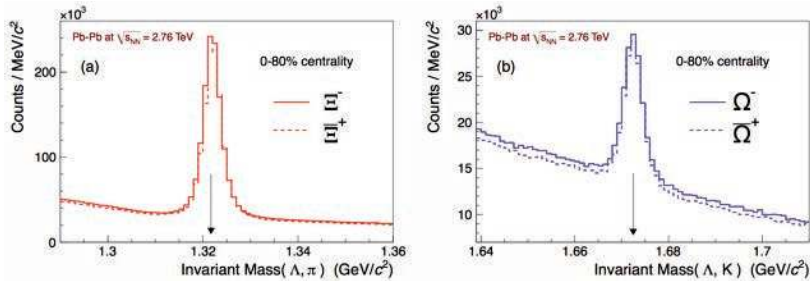 ×10³
Pb-Pb at √sNN = 2.76 TeV
(a)
0-80% centrality
Ξ⁻
Ξ̅⁺
Counts / MeV/c²
200
100
0
1.3
1.32
1.34
1.36
Invariant Mass( Λ, π ) (GeV/c²)
×10³
Pb-Pb at √sNN = 2.76 TeV
(b)
0-80% centrality
Ω⁻
Ω̅⁺
Counts / MeV/c²
30
25
20
15
10
1.64
1.66
1.68
1.7
Invariant Mass( Λ, K ) (GeV/c²)